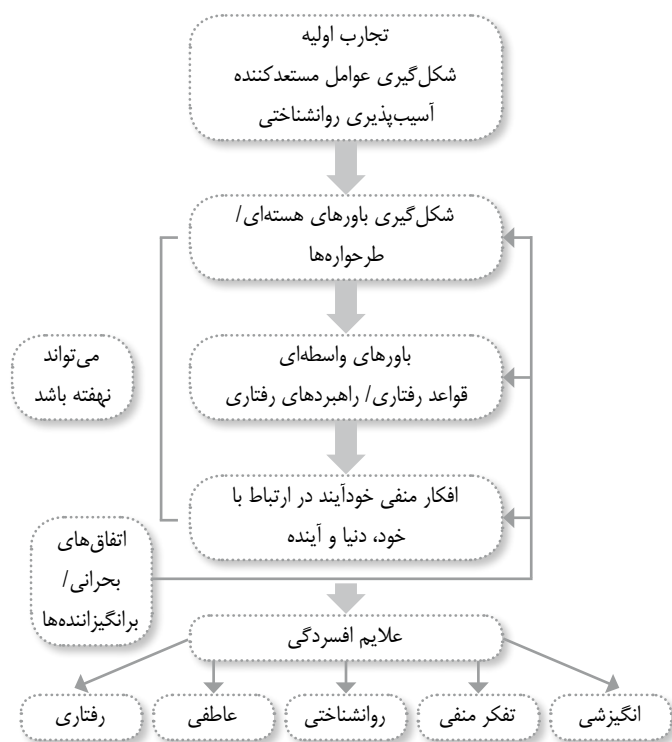 تجارب اولیه
شکل‌گیری عوامل مستعدکننده
آسیب‌پذیری روانشناختی
شکل‌گیری باورهای هسته‌ای/
طرحواره‌ها
می‌تواند
نهفته باشد
باورهای واسطه‌ای
قواعد رفتاری/ راهبردهای رفتاری
افکار منفی خودآیند در ارتباط با
خود، دنیا و آینده
اتفاق‌های
بحرانی/
برانگیزاننده‌ها
علایم افسردگی
انگیزشی
تفکر منفی
روانشناختی
عاطفی
رفتاری